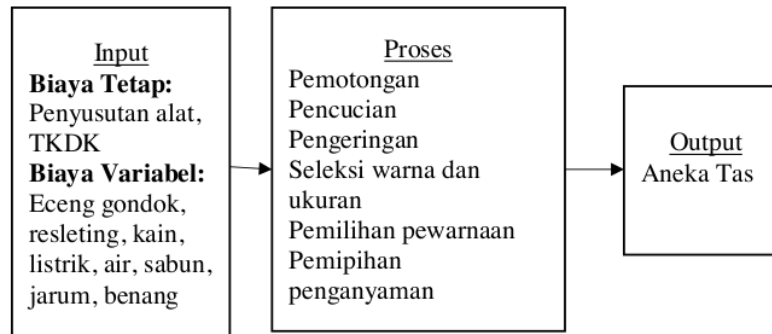 Input
Biaya Tetap:
Penyusutan alat,
TKDK
Biaya Variabel:
Eceng gondok,
resleting, kain,
listrik, air, sabun,
jarum, benang
Proses
Pemotongan
Pencucian
Pengeringan
Seleksi warna dan
ukuran
Pemilihan pewarnaan
Pemipihan
penganyaman
Output
Aneka Tas